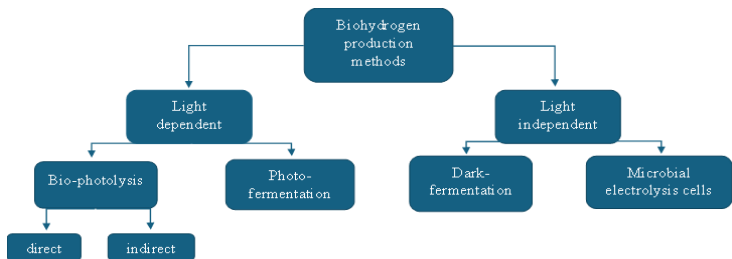 Biohydrogen
production
methods
Light
dependent
Light
independent
Bio-photolysis
Photo-
fermentation
Dark-
fermentation
Microbial
electrolysis cells
direct
indirect